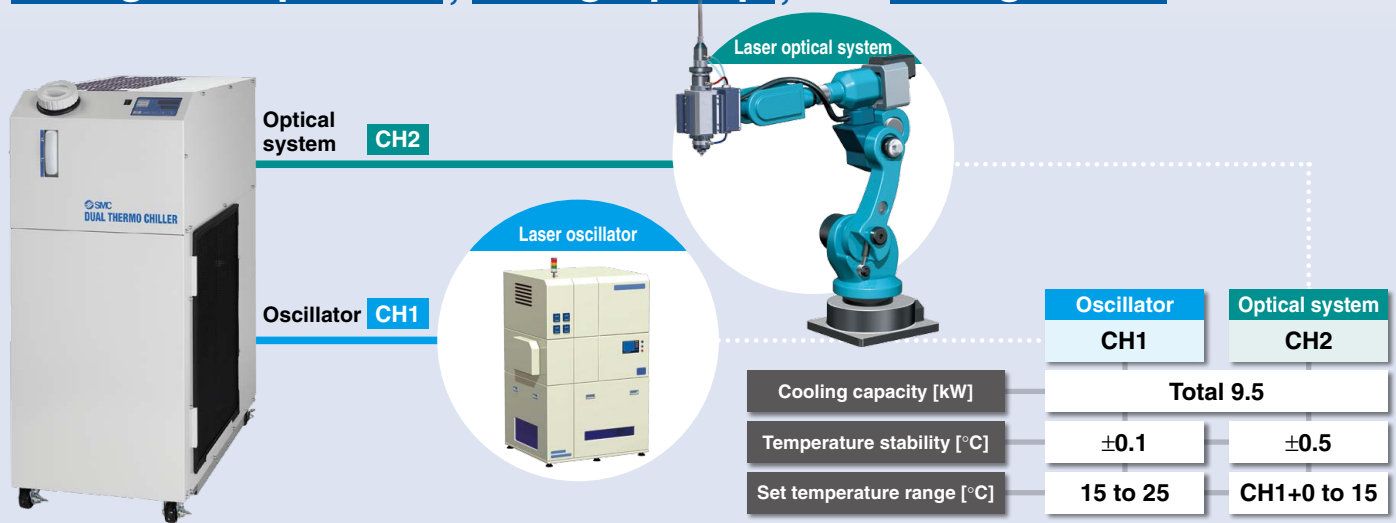 Laser optical system
Optical
system
CH2
SMC
DUAL THERMO CHILLER
Laser oscillator
Oscillator
CH1
Oscillator
Optical system
CH1
CH2
Cooling capacity [kW]
Total 9.5
Temperature stability [°C]
±0.1
±0.5
Set temperature range [°C]
15 to 25
CH1+0 to 15